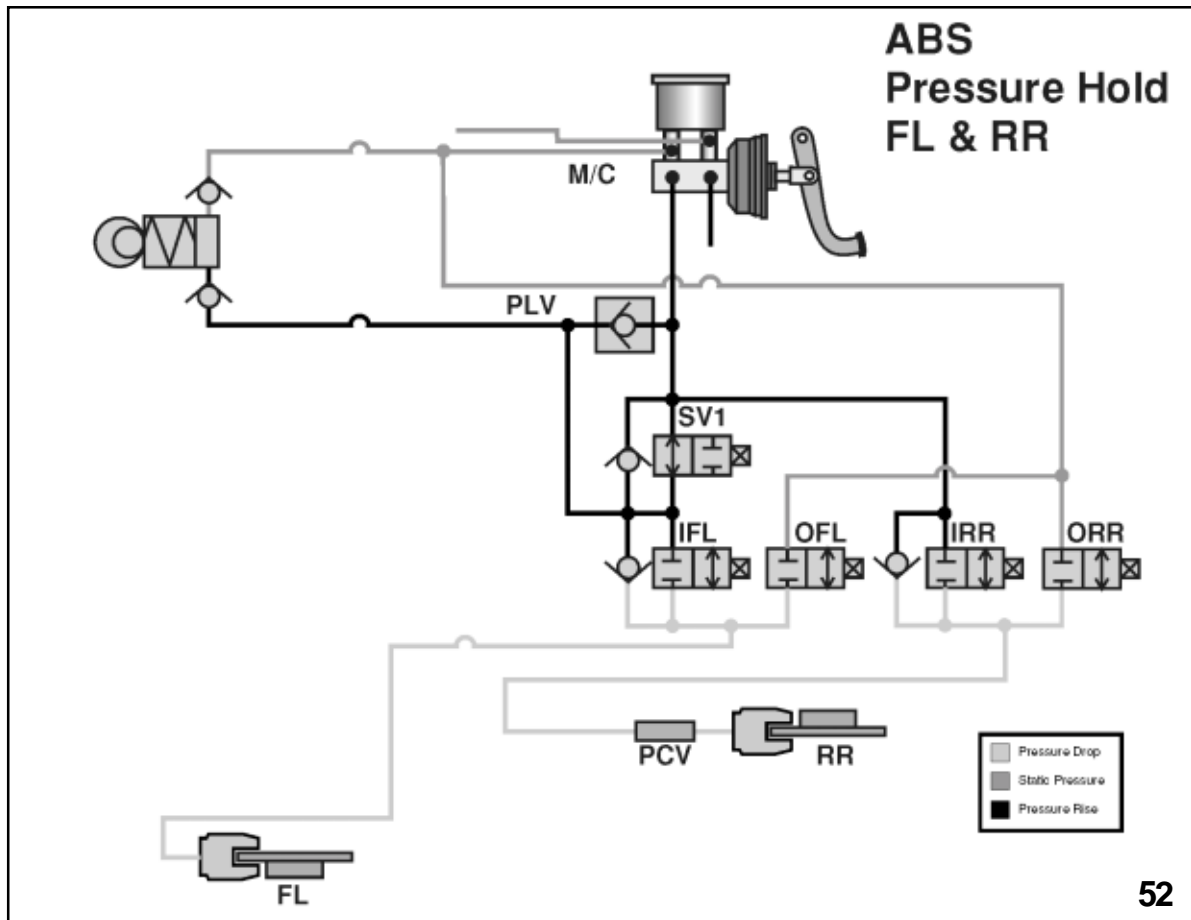 ABS
Pressure Hold
FL & RR
M/C
PLV
SV1
IFL
OFL
IRR
ORR
PCV
RR
FL
Pressure Drop
Static Pressure
Pressure Rise
52